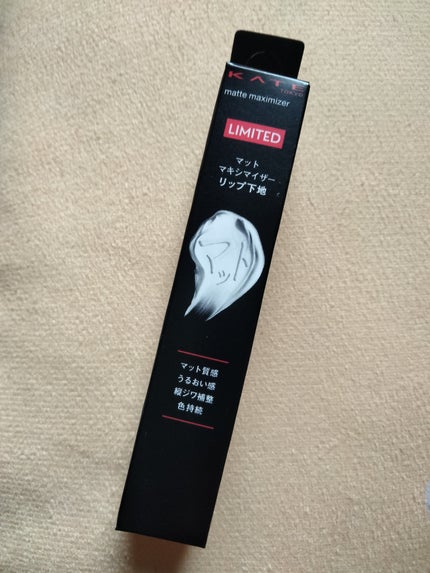 KATE
TOKYO
matte maximizer
LIMITED
マット
マキシマイザー
リップ下地
マット
マット質感
うるおい感
縦ジワ補整
色持続